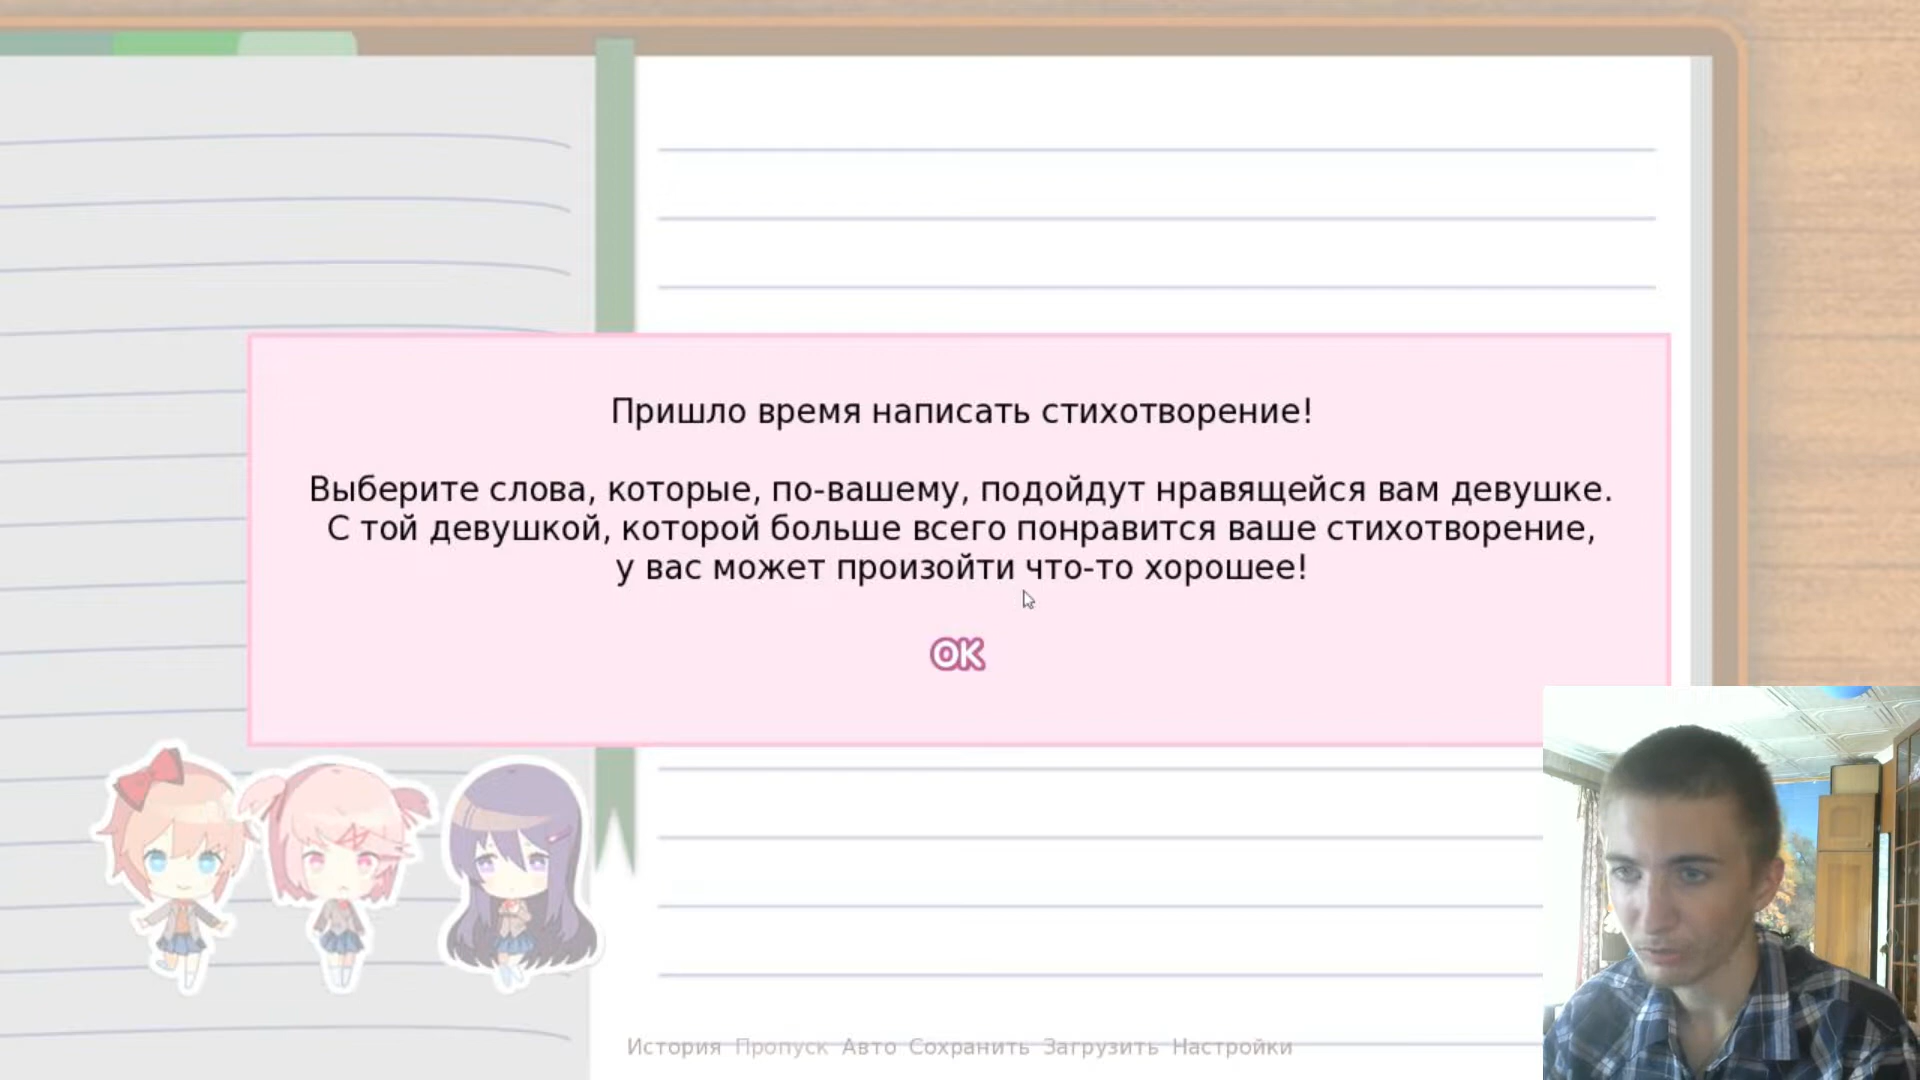 Пришло время написать стихотворение!
Выберите слова, которые, по-вашему, подойдут нравящейся вам девушке.
С той девушкой, которой больше всего понравится ваше стихотворение,
у вас может произойти что-то хорошее!
OK
История Пропуск Авто Сохранить Загрузить Настройки